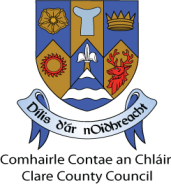 Dílis d'ár nOidhreacht
Comhairle Contae an Chláir
Clare County Council